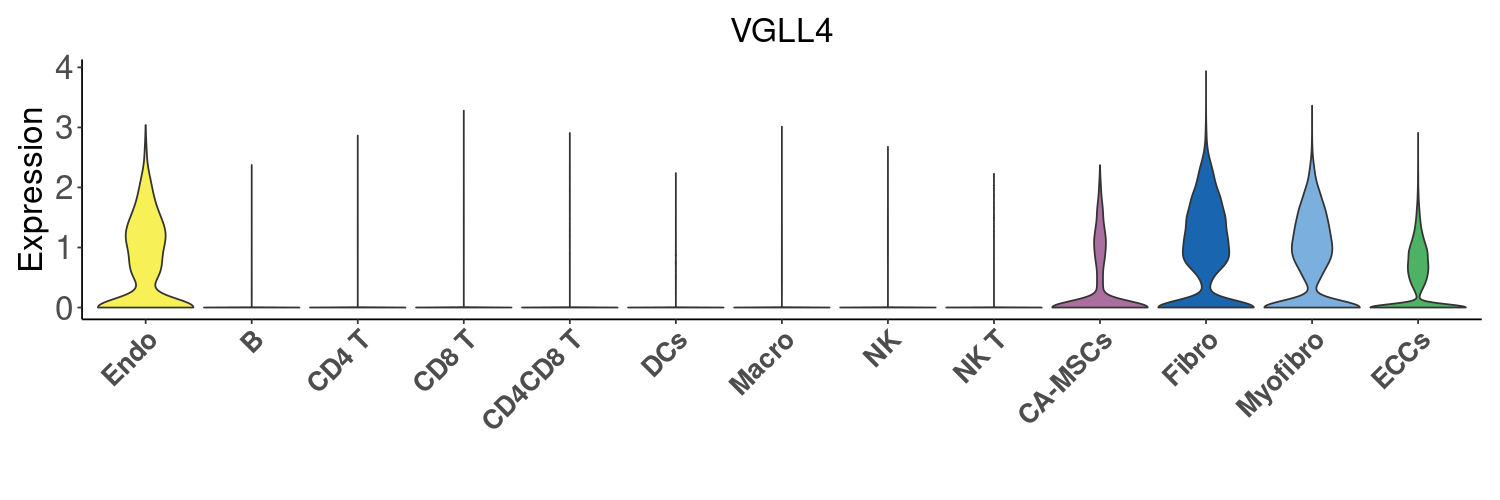 VGLL4
Expression
4
3
2
1
0
Endo
B
CD4 T
CD8 T
CD4CD8 T
DCs
Macro
NK
NK T
CA-MSCs
Fibro
Myofibro
ECCs